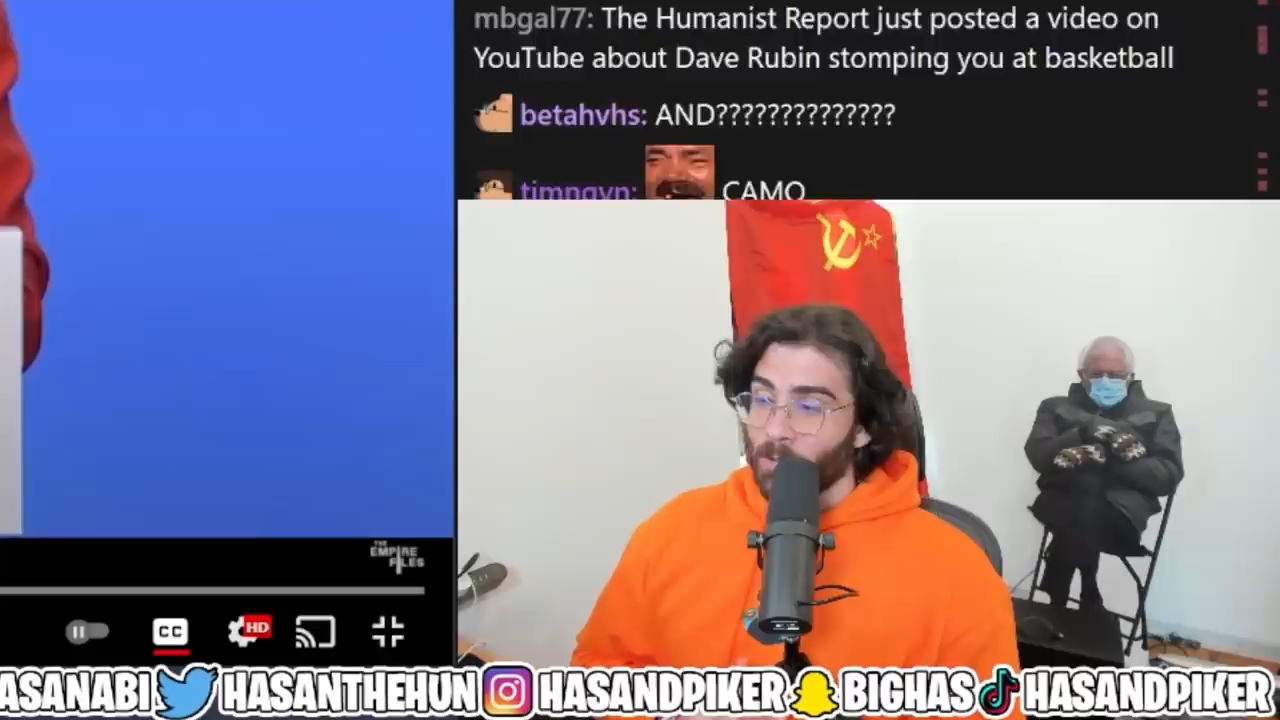 mbgal77: The Humanist Report just posted a video on
YouTube about Dave Rubin stomping you at basketball
betahvhs: AND??????????????
timngvn: CAMO
THE
EMPIRE
FILES
CC
HD
ASANABI HASANTHEHUN HASANDPIKER BIGHAS HASANDPIKER